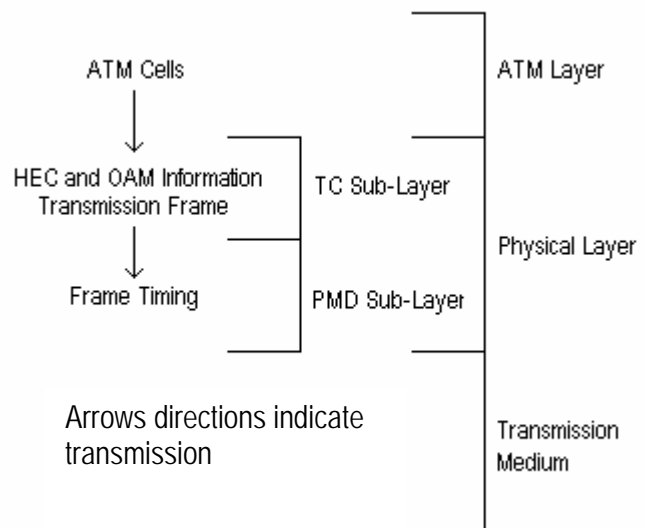 ATM Cells
ATM Layer
HEC and OAM Information
Transmission Frame
TC Sub-Layer
Physical Layer
Frame Timing
PMD Sub-Layer
Arrows directions indicate
transmission
Transmission
Medium